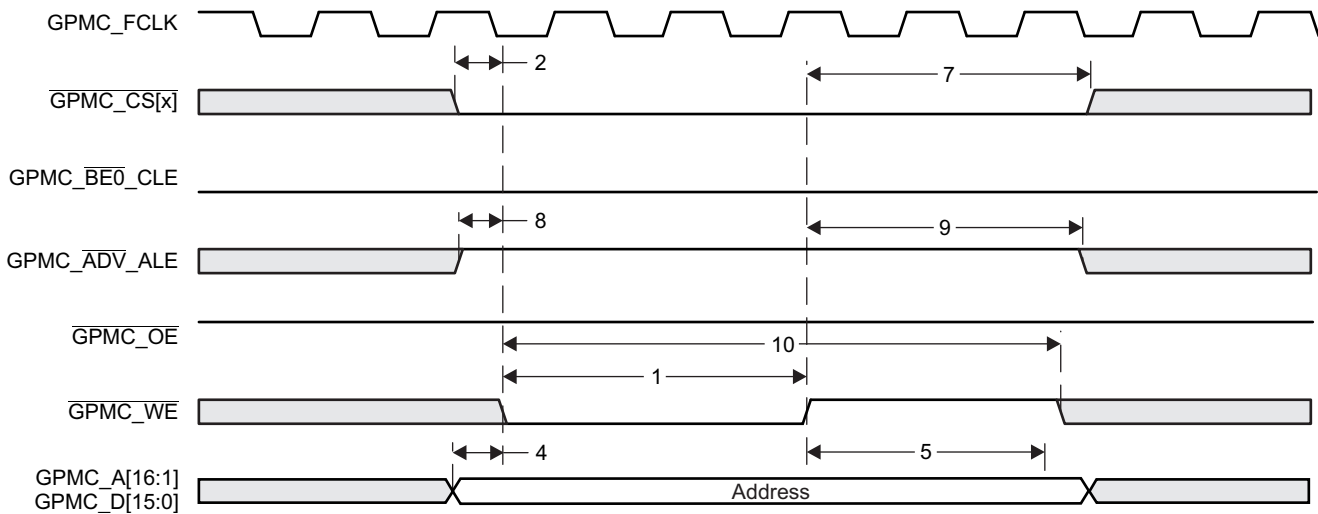 GPMC_FCLK
2
7
GPMC_CS[x]
GPMC_BE0_CLE
8
9
GPMC_ADV_ALE
GPMC_OE
10
1
GPMC_WE
4
5
GPMC_A[16:1]
GPMC_D[15:0]
Address